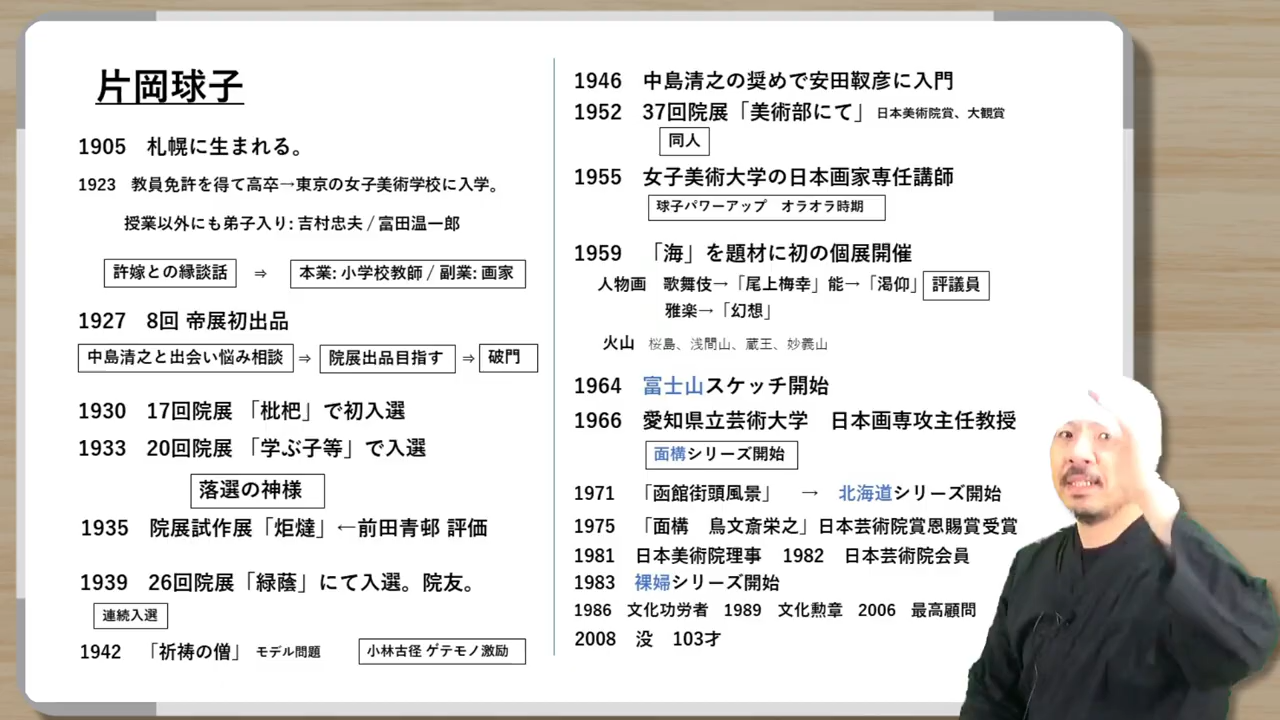 片岡球子
1905 札幌に生まれる。
1923 教員免許を得て高卒→東京の女子美術学校に入学。
授業以外にも弟子入り: 吉村忠夫 / 富田温一郎
許嫁との縁談話 ⇒ 本業: 小学校教師 / 副業: 画家
1927 8回 帝展初出品
中島清之と出会い悩み相談 ⇒ 院展出品目指す ⇒ 破門
1930 17回院展 「枇杷」で初入選
1933 20回院展 「学ぶ子等」で入選
落選の神様
1935 院展試作展「炬燵」←前田青邨 評価
1939 26回院展「緑蔭」にて入選。院友。
連続入選
1942 「祈祷の僧」 モデル問題 小林古径 ゲテモノ激励
1946 中島清之の奨めで安田靫彦に入門
1952 37回院展「美術部にて」 日本美術院賞、大観賞
同人
1955 女子美術大学の日本画家専任講師
球子パワーアップ オラオラ時期
1959 「海」を題材に初の個展開催
人物画 歌舞伎→「尾上梅幸」能→「渇仰」 評議員
雅楽→「幻想」
火山 桜島、浅間山、蔵王、妙義山
1964 富士山スケッチ開始
1966 愛知県立芸術大学 日本画専攻主任教授
面構シリーズ開始
1971 「函館街頭風景」 → 北海道シリーズ開始
1975 「面構 鳥文斎栄之」日本芸術院賞恩賜賞受賞
1981 日本美術院理事 1982 日本芸術院会員
1983 裸婦シリーズ開始
1986 文化功労者 1989 文化勲章 2006 最高顧問
2008 没 103才